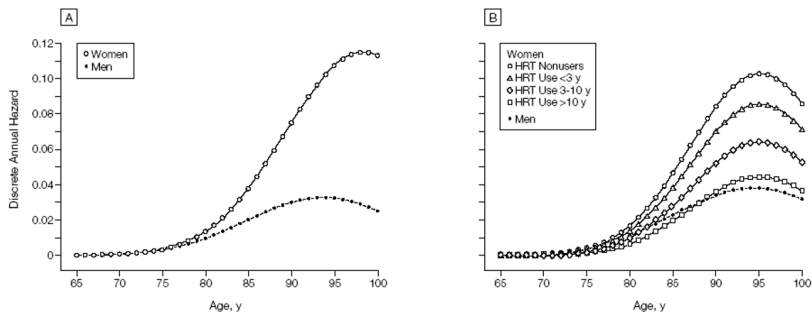 A
B
Women
Men
Women
HRT Nonusers
HRT Use <3 y
HRT Use 3-10 y
HRT Use >10 y
Men
Discrete Annual Hazard
0.12
0.10
0.08
0.06
0.04
0.02
0
65 70 75 80 85 90 95 100
65 70 75 80 85 90 95 100
Age, y
Age, y